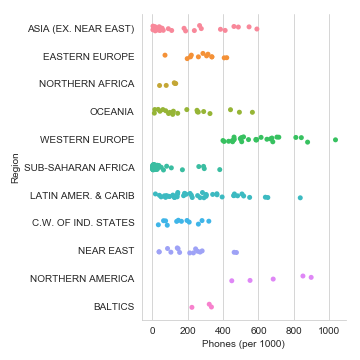 ASIA (EX. NEAR EAST)
EASTERN EUROPE
NORTHERN AFRICA
OCEANIA
WESTERN EUROPE
SUB-SAHARAN AFRICA
LATIN AMER. & CARIB
C.W. OF IND. STATES
NEAR EAST
NORTHERN AMERICA
BALTICS
Region
0 200 400 600 800 1000
Phones (per 1000)